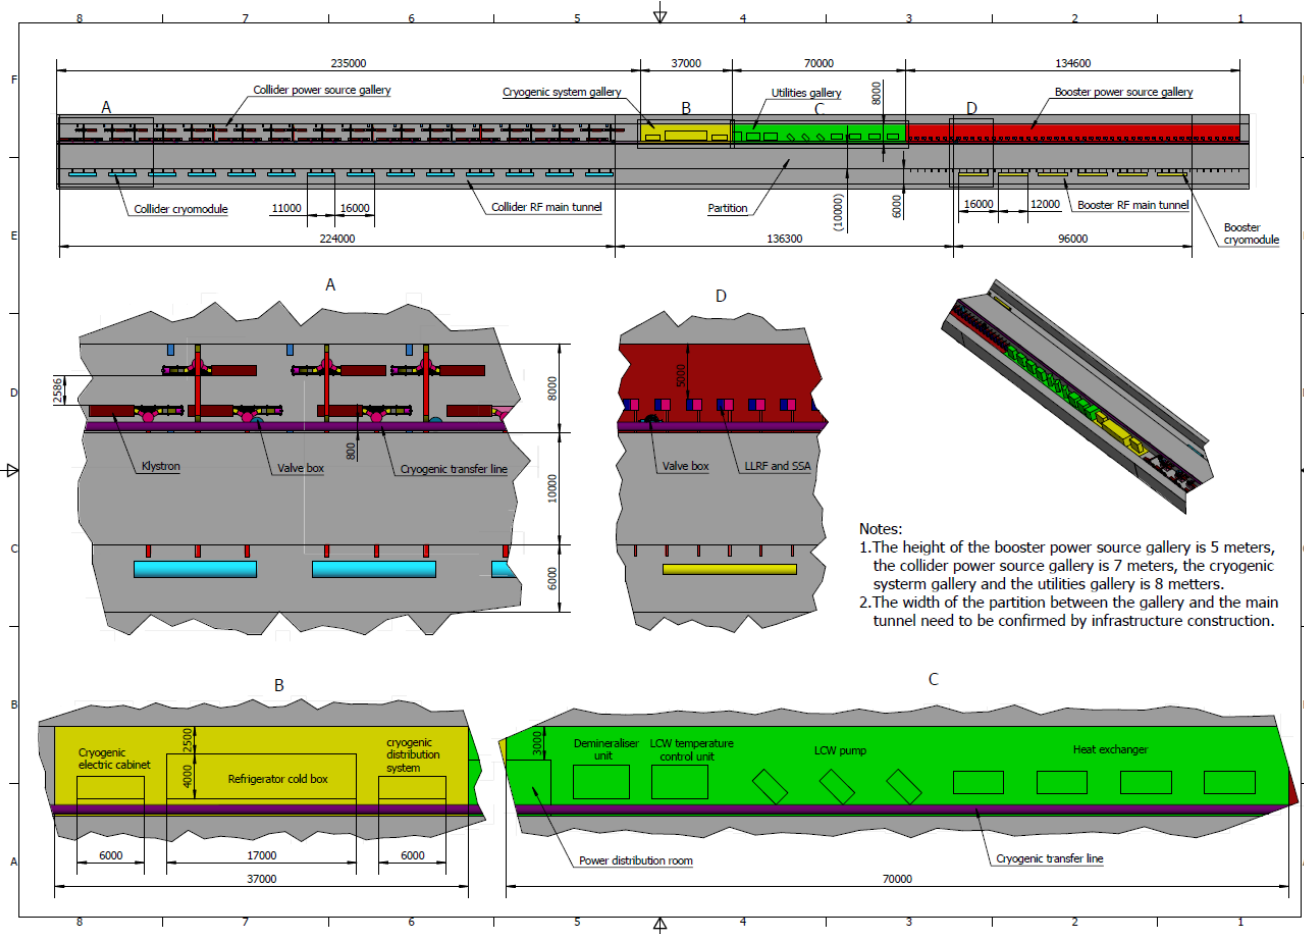 8 7 6 5 4 3 2 1
F
235000 37000 70000 134600
Collider power source gallery
Cryogenic system gallery
Utilities gallery
8000
Booster power source gallery
A B C D
Collider cryomodule
11000 16000
Collider RF main tunnel
Partition
(10000)
6000
16000 12000
Booster RF main tunnel
Booster
cryomodule
E
224000 136300 96000
A
D
D
2586
8000
800
Klystron
Valve box
Cryogenic transfer line
10000
6000
5000
Valve box
LLRF and SSA
C
Notes:
1.The height of the booster power source gallery is 5 meters,
the collider power source gallery is 7 meters, the cryogenic
systerm gallery and the utilities gallery is 8 metters.
2.The width of the partition between the gallery and the main
tunnel need to be confirmed by infrastructure construction.
B
B
C
Cryogenic
electric cabinet
2500
4000
Refrigerator cold box
cryogenic
distribution
system
6000 17000 6000
37000
3000
Demineraliser
unit
LCW temperature
control unit
LCW pump
Heat exchanger
Power distribution room
Cryogenic transfer line
70000
A
8 7 6 5 4 3 2 1